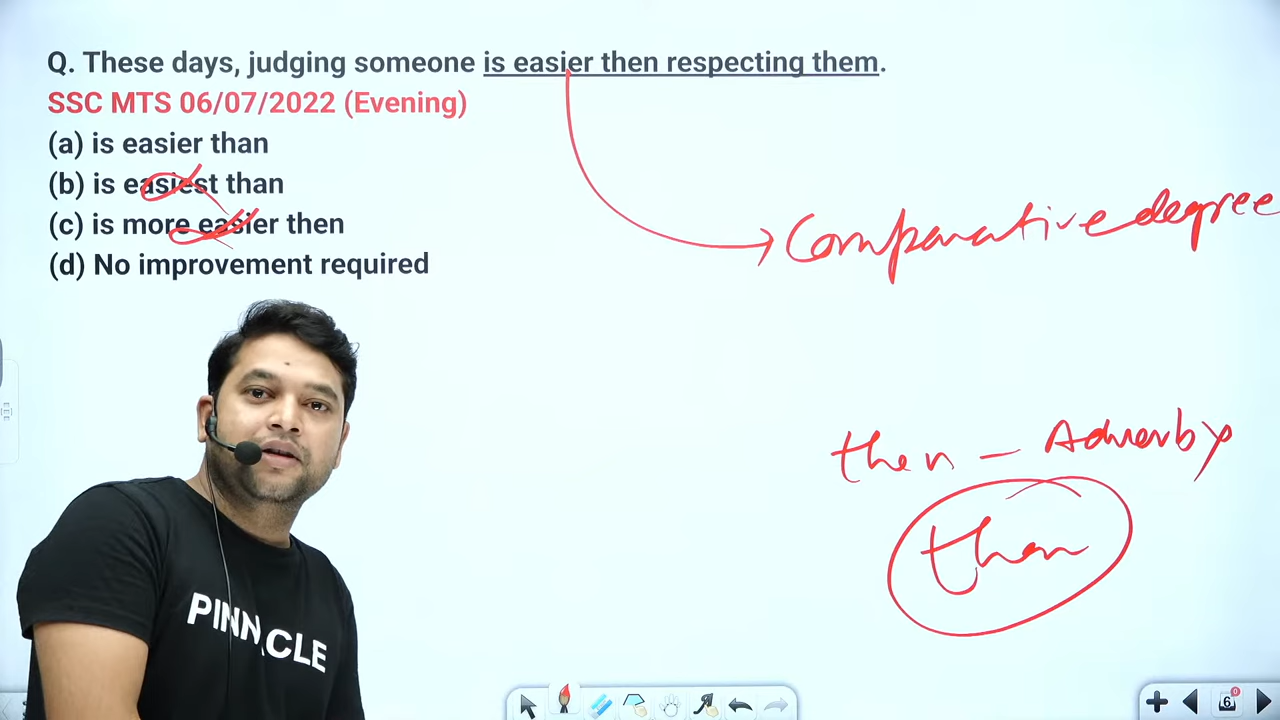 Q. These days, judging someone is easier then respecting them.
SSC MTS 06/07/2022 (Evening)
(a) is easier than
(b) is easiest than
(c) is more easier then
(d) No improvement required
Comparative degree
then - Adverb
than
PINNACLE
6
0